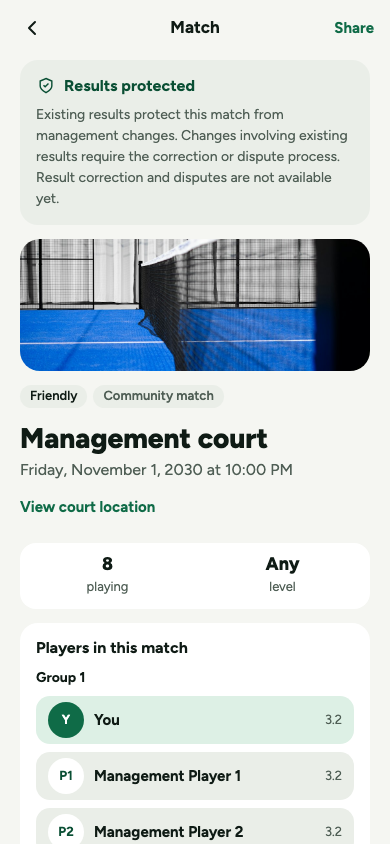 Match
Share
Results protected
Existing results protect this match from
management changes. Changes involving existing
results require the correction or dispute process.
Result correction and disputes are not available
yet.
Friendly
Community match
Management court
Friday, November 1, 2030 at 10:00 PM
View court location
8
playing
Any
level
Players in this match
Group 1
Y
You
3.2
P1
Management Player 1
3.2
P2
Management Player 2
3.2